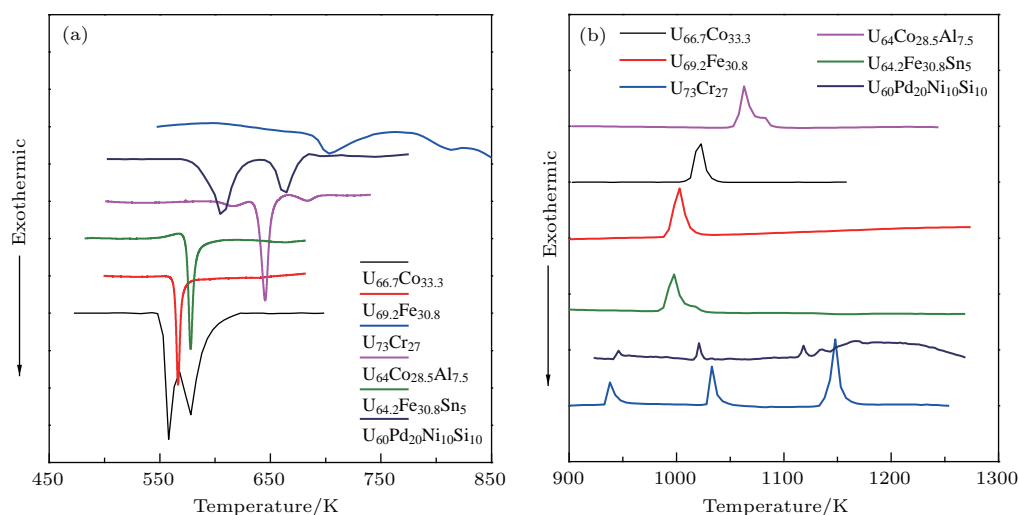 (a)
Exothermic
U66.7Co33.3
U69.2Fe30.8
U73Cr27
U64Co28.5Al7.5
U64.2Fe30.8Sn5
U60Pd20Ni10Si10
450 550 650 750 850
Temperature/K
(b)
U66.7Co33.3
U69.2Fe30.8
U73Cr27
U64Co28.5Al7.5
U64.2Fe30.8Sn5
U60Pd20Ni10Si10
Exothermic
900 1000 1100 1200 1300
Temperature/K